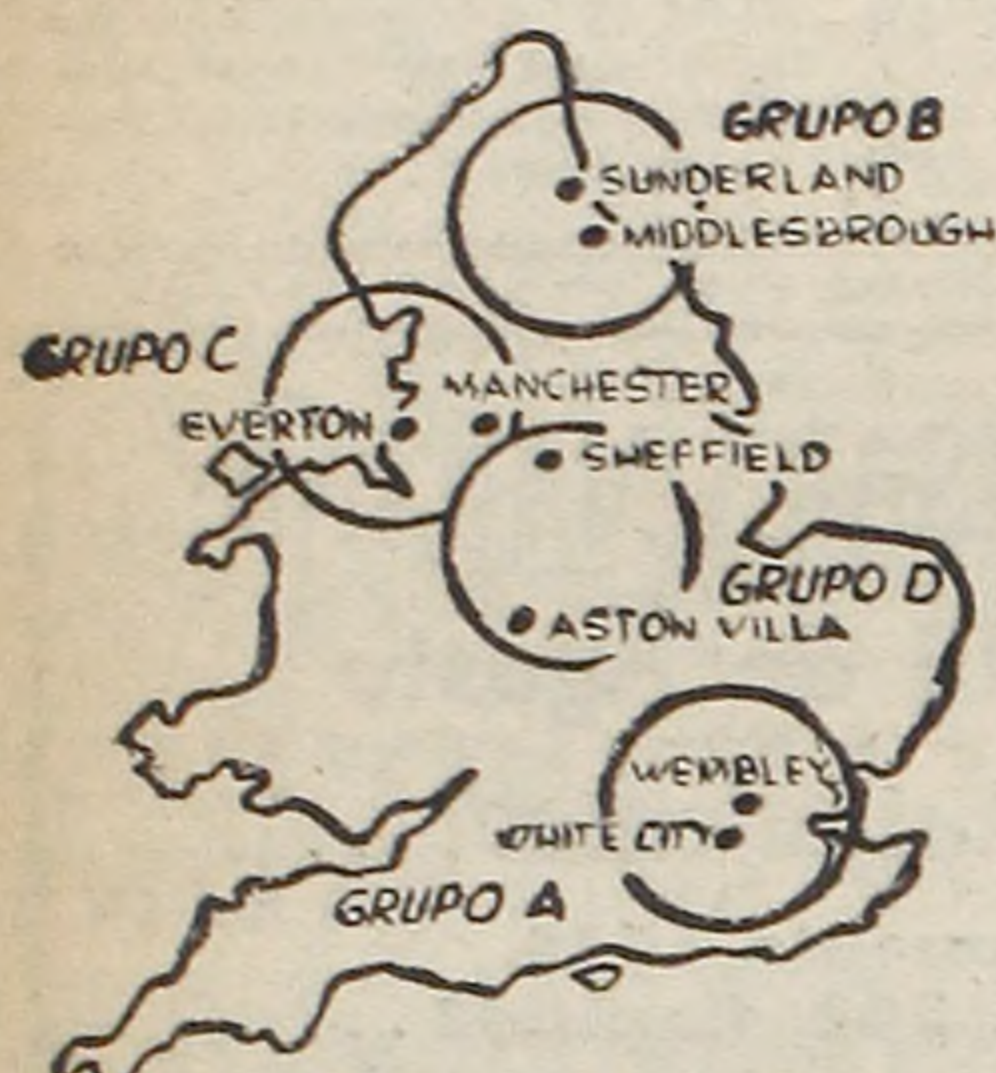 GRUPO B
SUNDERLAND
MIDDLESBROUGH
GRUPO C
MANCHESTER
EVERTON
SHEFFIELD
GRUPO D
ASTON VILLA
WEMBLEY
WHITE CITY
GRUPO A